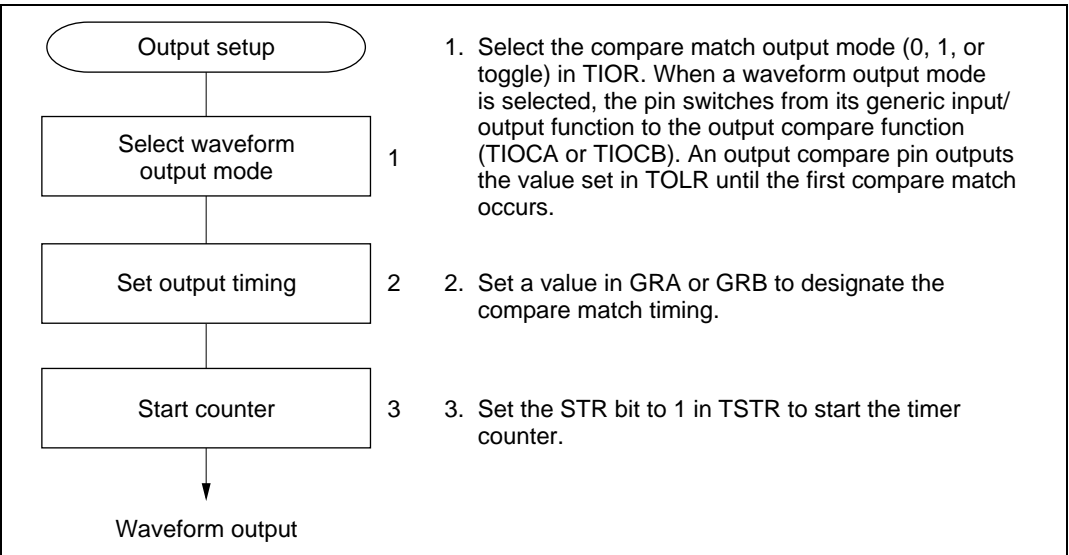 Output setup
Select waveform
output mode
1
Set output timing
2
Start counter
3
Waveform output
1. Select the compare match output mode (0, 1, or
toggle) in TIOR. When a waveform output mode
is selected, the pin switches from its generic input/
output function to the output compare function
(TIOCA or TIOCB). An output compare pin outputs
the value set in TOLR until the first compare match
occurs.
2. Set a value in GRA or GRB to designate the
compare match timing.
3. Set the STR bit to 1 in TSTR to start the timer
counter.